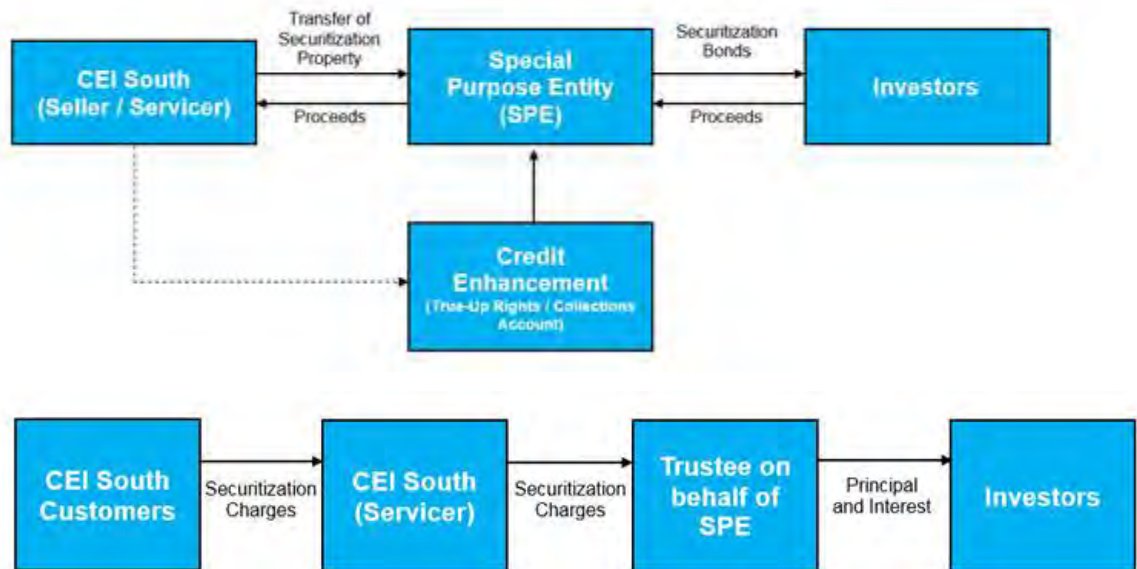 Transfer of
Securitization
Property
Securitization
Bonds
CEI South
(Seller / Servicer)
Special
Purpose Entity
(SPE)
Investors
Proceeds
Proceeds
Credit
Enhancement
(True-Up Rights / Collections
Account)
CEI South
Customers
Securitization
Charges
CEI South
(Servicer)
Securitization
Charges
Trustee on
behalf of
SPE
Principal
and Interest
Investors